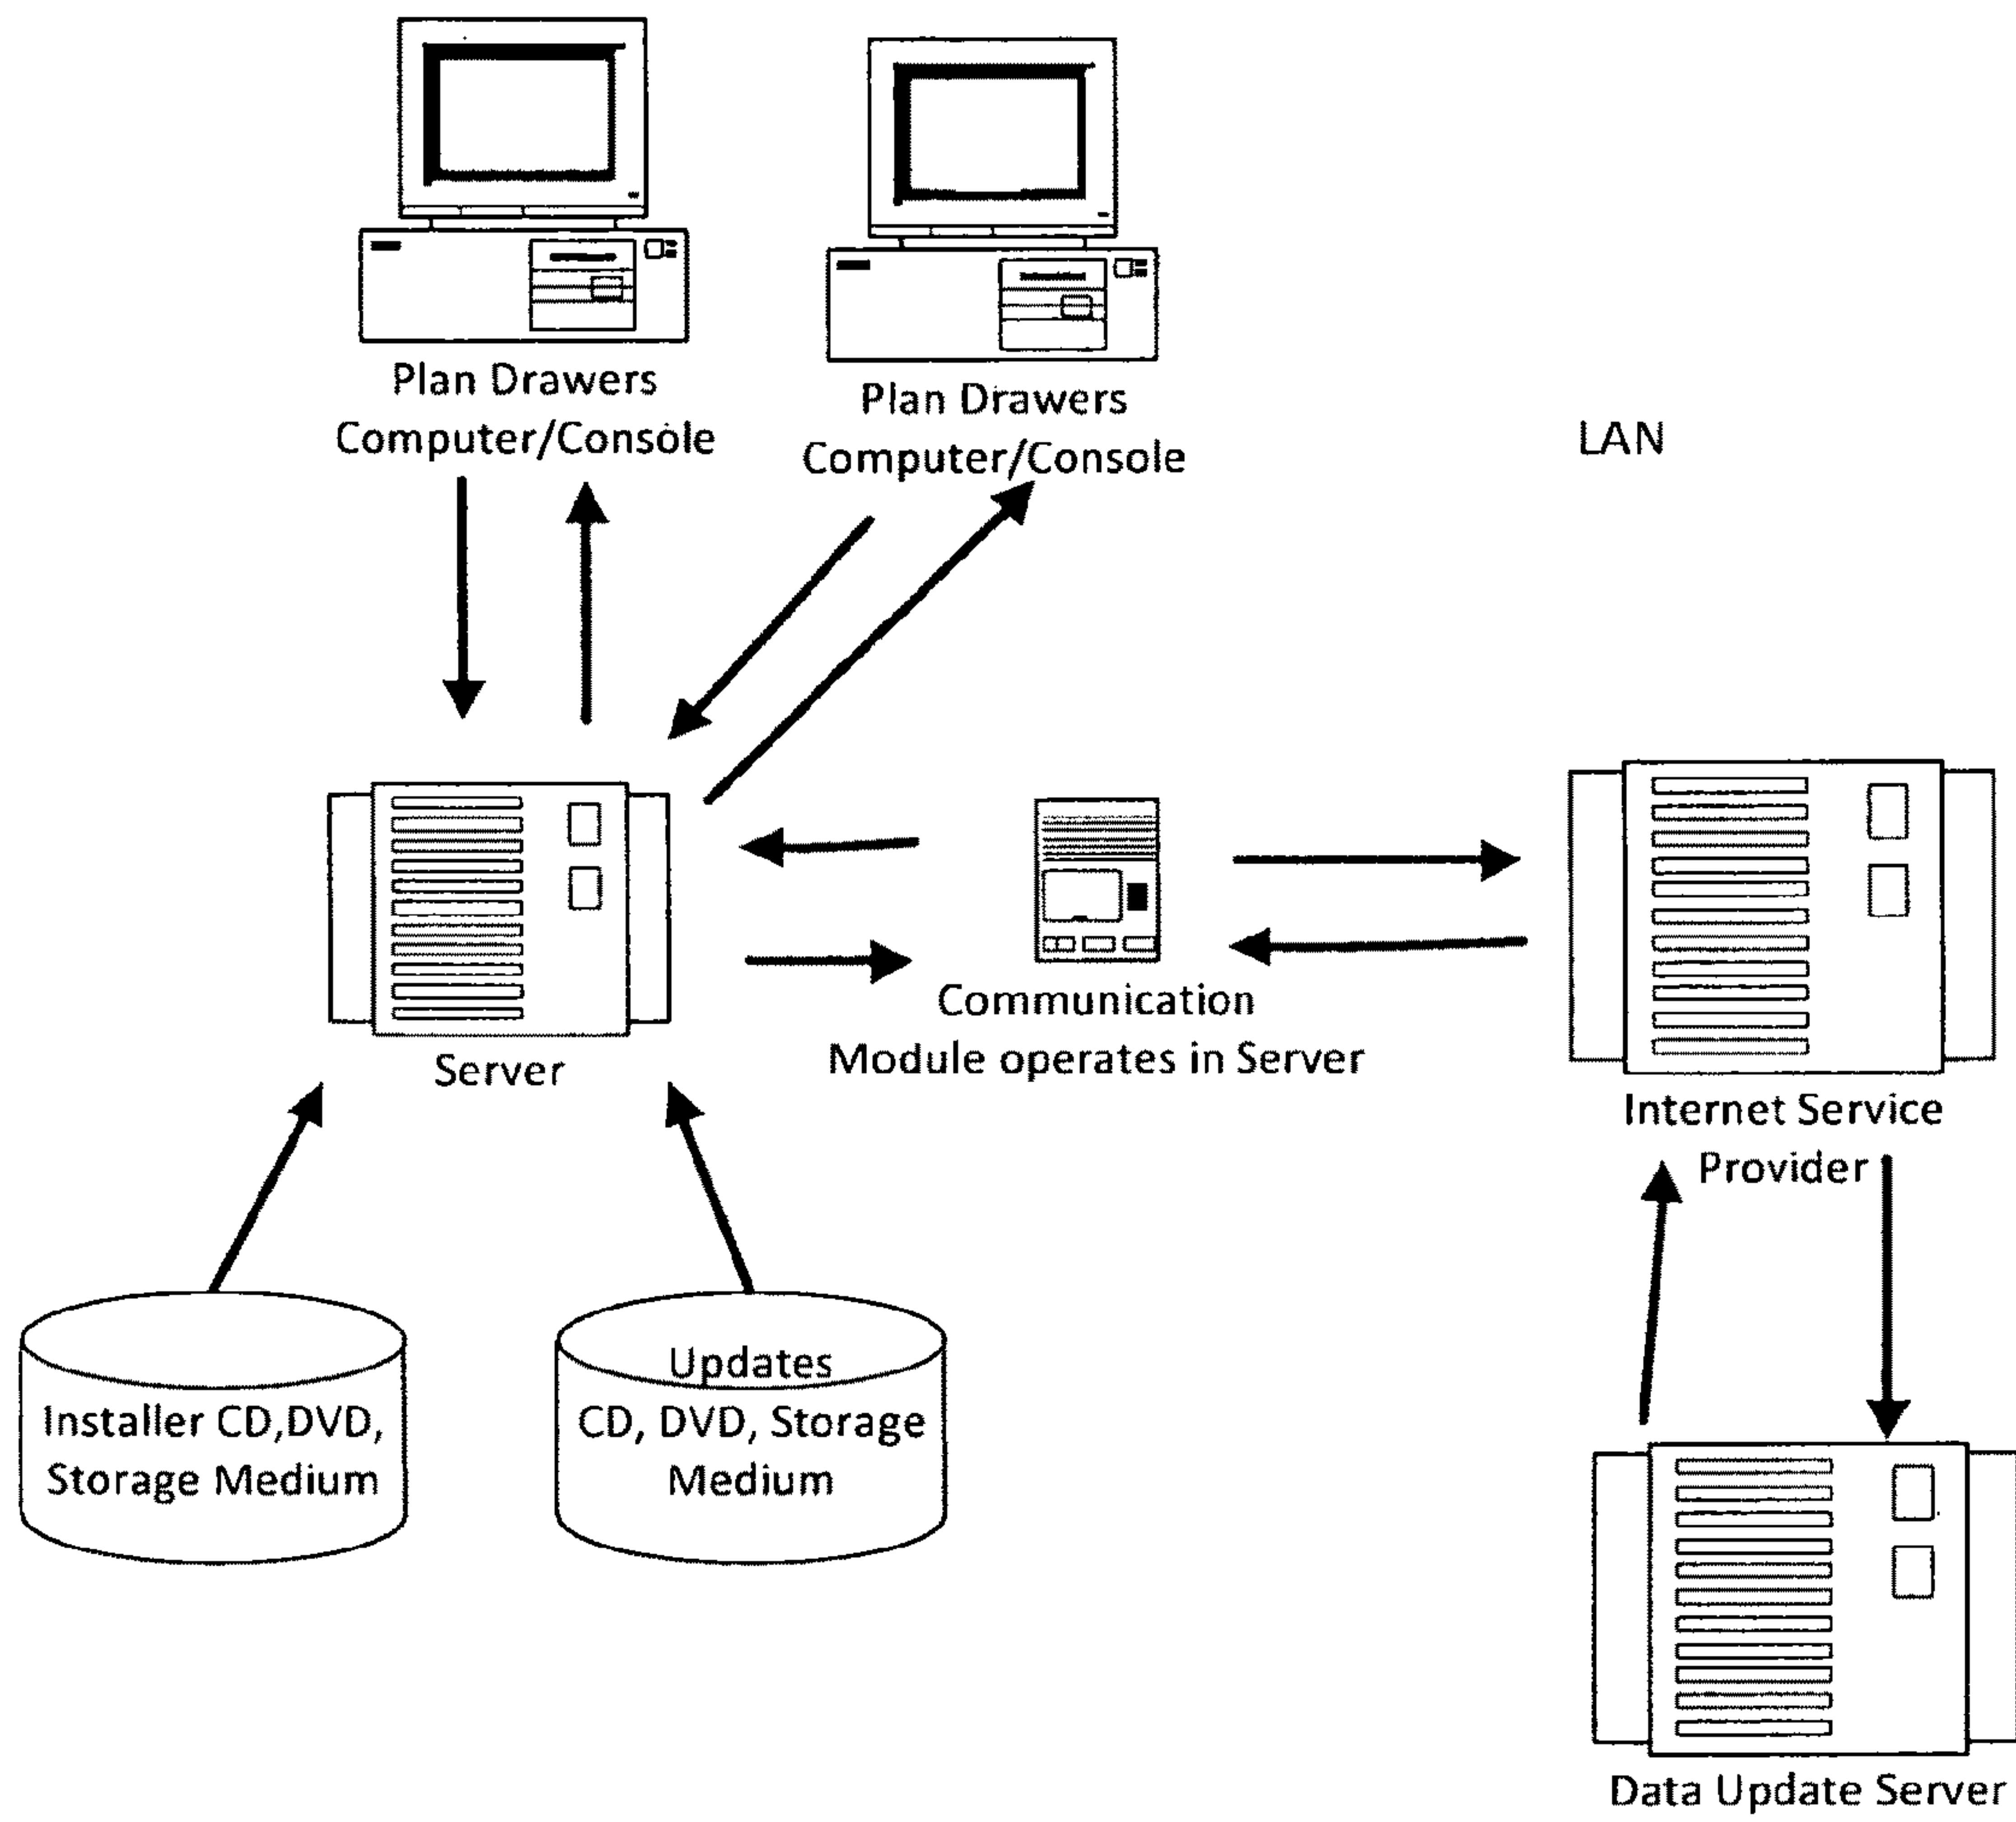 Plan Drawers
Computer/Console
Plan Drawers
Computer/Console
LAN
Server
Communication
Module operates in Server
Internet Service
Provider
Installer CD,DVD,
Storage Medium
Updates
CD, DVD, Storage
Medium
Data Update Server